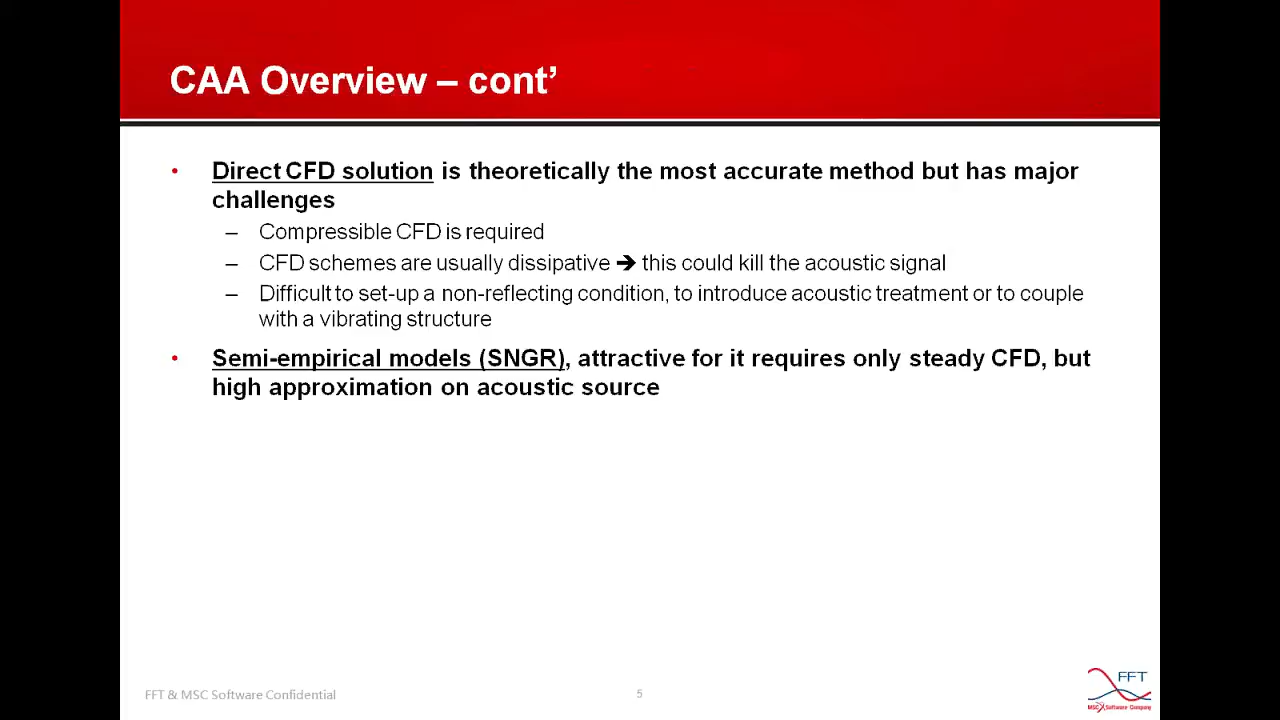 CAA Overview – cont’
• Direct CFD solution is theoretically the most accurate method but has major
challenges
– Compressible CFD is required
– CFD schemes are usually dissipative ➔ this could kill the acoustic signal
– Difficult to set-up a non-reflecting condition, to introduce acoustic treatment or to couple
with a vibrating structure
• Semi-empirical models (SNGR), attractive for it requires only steady CFD, but
high approximation on acoustic source
FFT & MSC Software Confidential
5
FFT
MSC Software Company